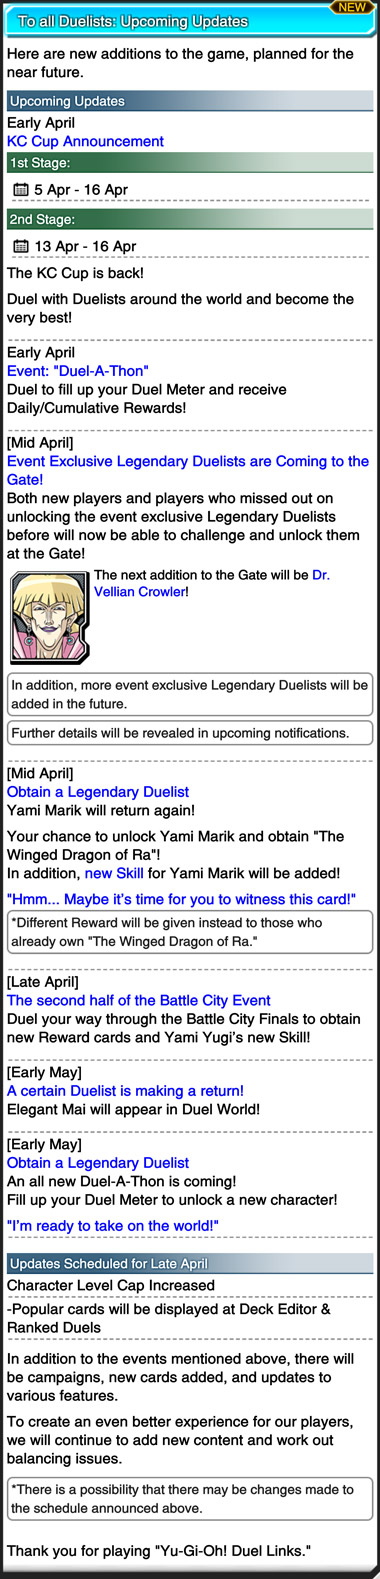 NEW
To all Duelists: Upcoming Updates
Here are new additions to the game, planned for the
near future.
Upcoming Updates
Early April
KC Cup Announcement
1st Stage:
5 Apr - 16 Apr
2nd Stage:
13 Apr - 16 Apr
The KC Cup is back!
Duel with Duelists around the world and become the
very best!
Early April
Event: "Duel-A-Thon"
Duel to fill up your Duel Meter and receive
Daily/Cumulative Rewards!
[Mid April]
Event Exclusive Legendary Duelists are Coming to the
Gate!
Both new players and players who missed out on
unlocking the event exclusive Legendary Duelists
before will now be able to challenge and unlock them
at the Gate!
The next addition to the Gate will be Dr.
Vellian Crowler!
In addition, more event exclusive Legendary Duelists will be
added in the future.
Further details will be revealed in upcoming notifications.
[Mid April]
Obtain a Legendary Duelist
Yami Marik will return again!
Your chance to unlock Yami Marik and obtain "The
Winged Dragon of Ra"!
In addition, new Skill for Yami Marik will be added!
"Hmm... Maybe it's time for you to witness this card!"
*Different Reward will be given instead to those who
already own "The Winged Dragon of Ra."
[Late April]
The second half of the Battle City Event
Duel your way through the Battle City Finals to obtain
new Reward cards and Yami Yugi's new Skill!
[Early May]
A certain Duelist is making a return!
Elegant Mai will appear in Duel World!
[Early May]
Obtain a Legendary Duelist
An all new Duel-A-Thon is coming!
Fill up your Duel Meter to unlock a new character!
"I'm ready to take on the world!"
Updates Scheduled for Late April
Character Level Cap Increased
-Popular cards will be displayed at Deck Editor &
Ranked Duels
In addition to the events mentioned above, there will
be campaigns, new cards added, and updates to
various features.
To create an even better experience for our players,
we will continue to add new content and work out
balancing issues.
*There is a possibility that there may be changes made to
the schedule announced above.
Thank you for playing "Yu-Gi-Oh! Duel Links."